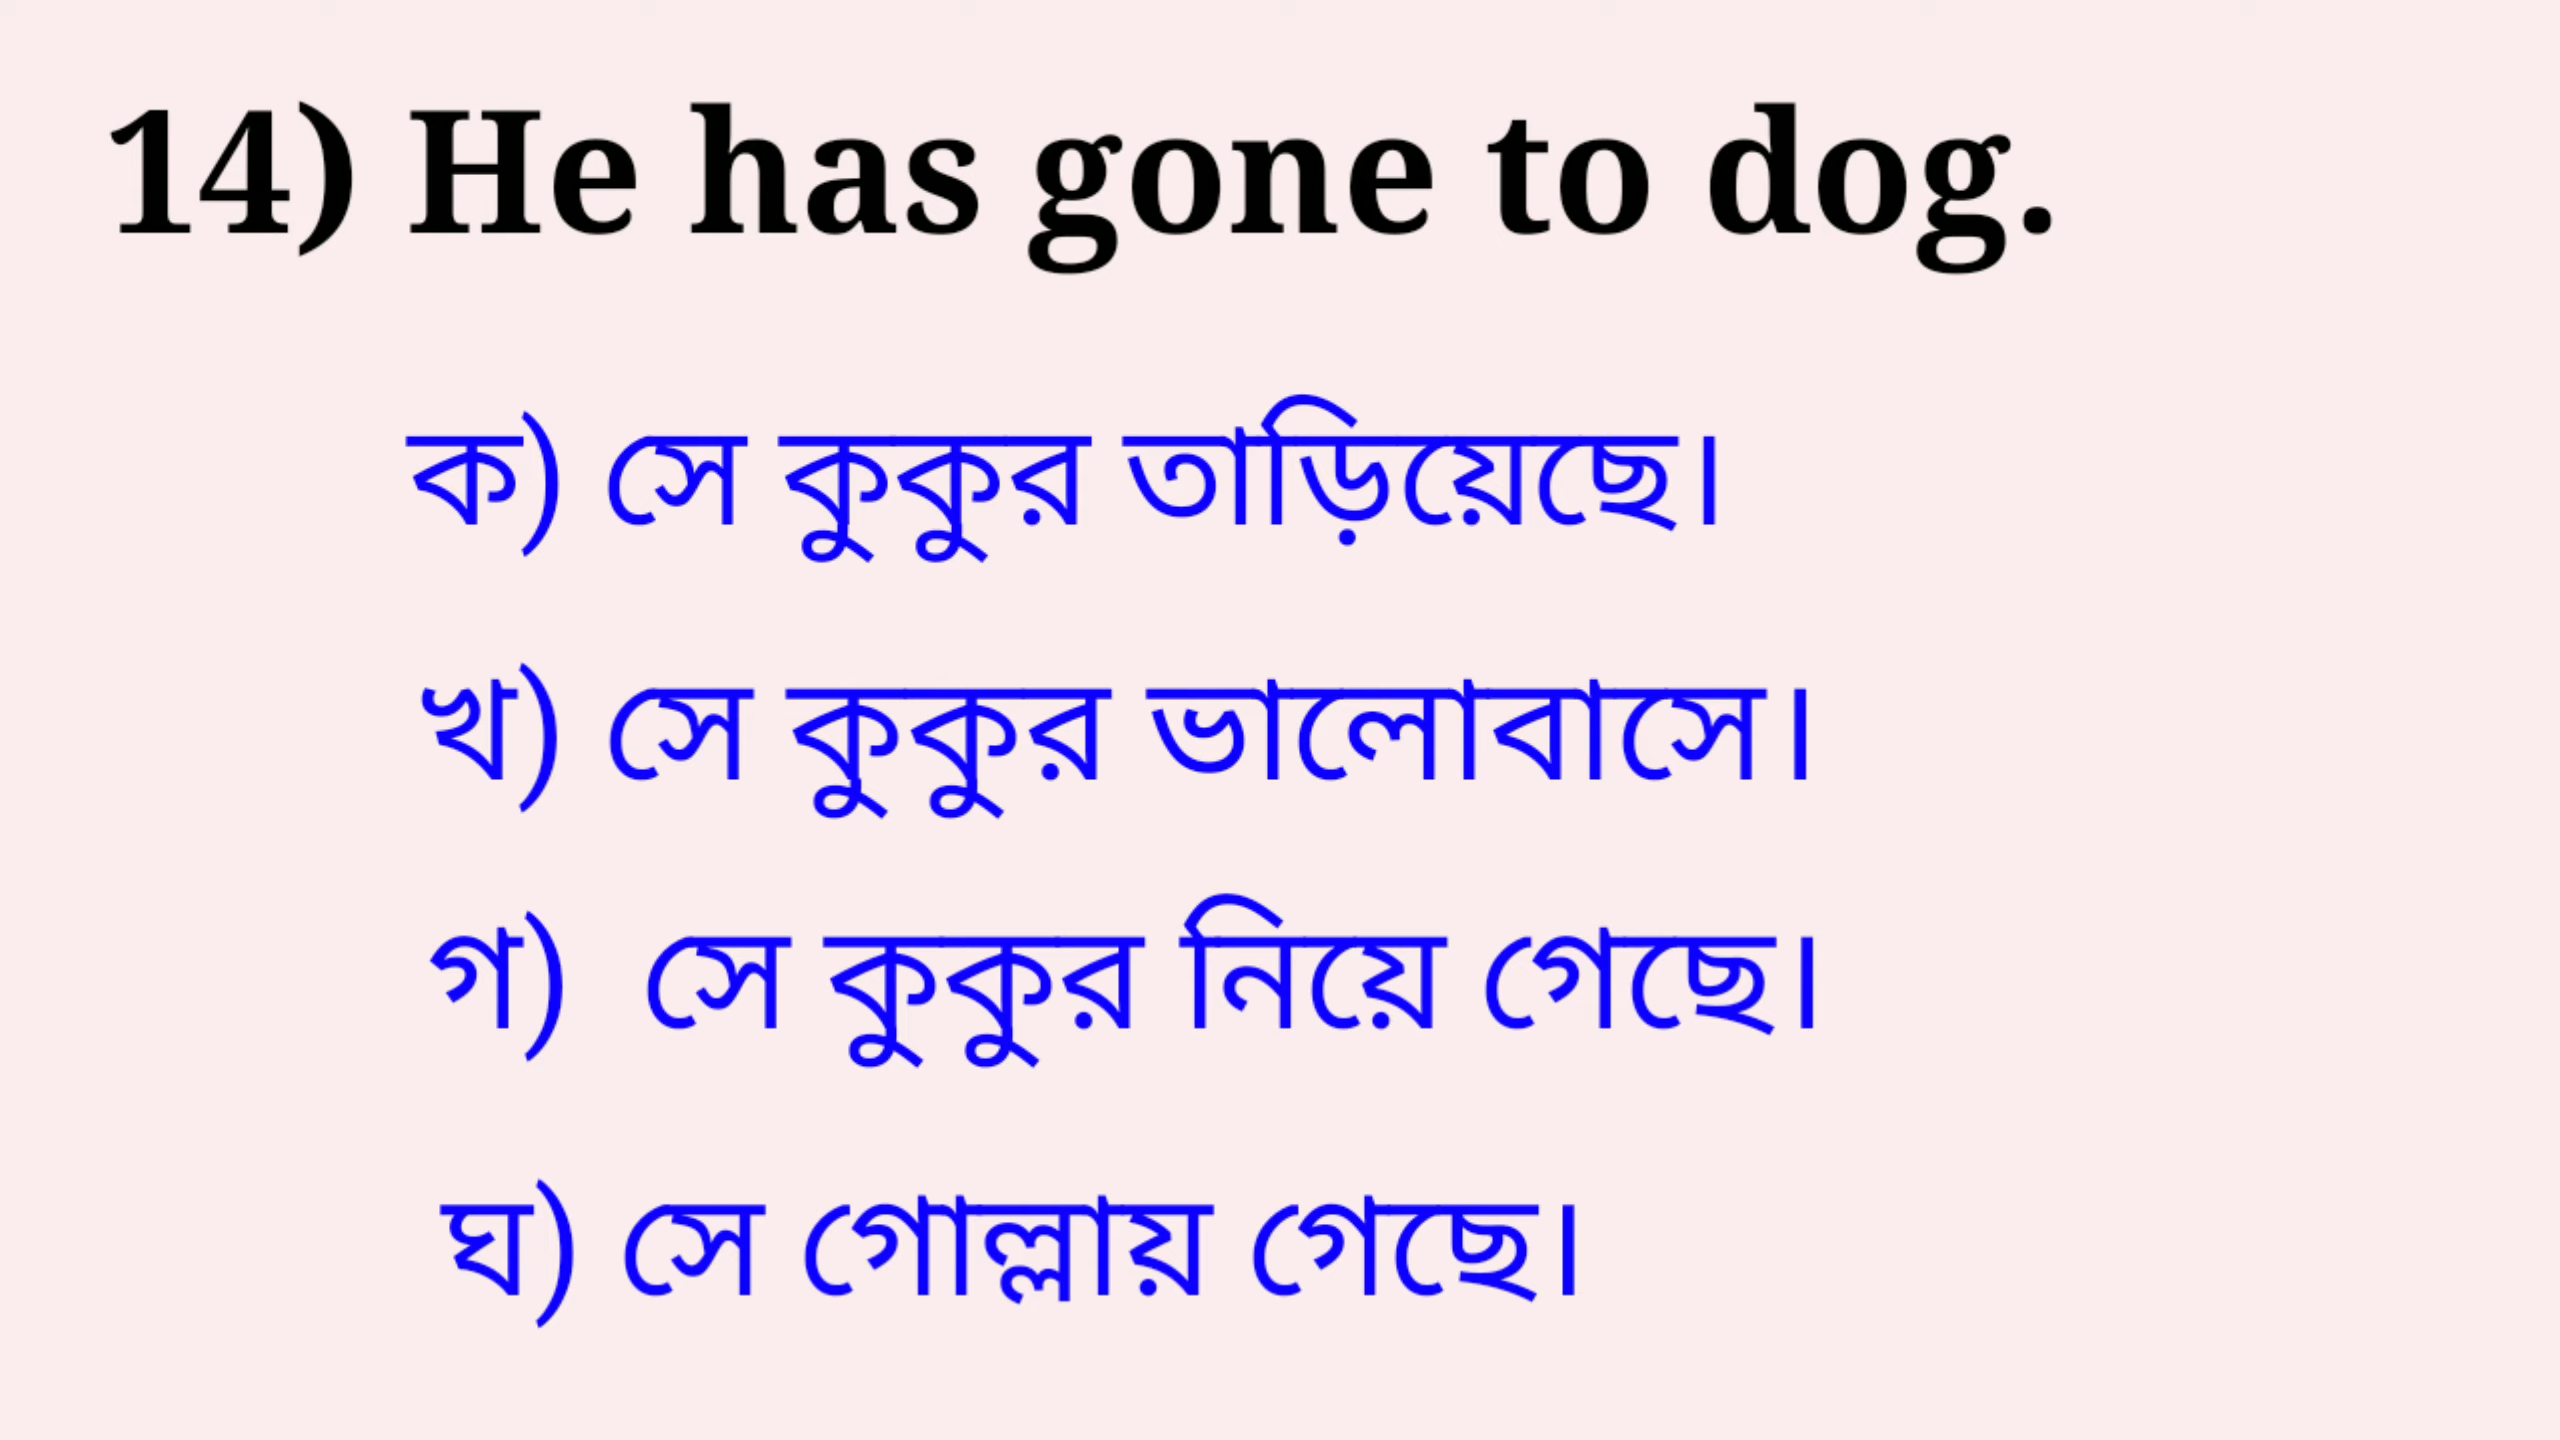 14) He has gone to dog.
ক) সে কুকুর তাড়িয়েছে।
খ) সে কুকুর ভালোবাসে।
গ) সে কুকুর নিয়ে গেছে।
ঘ) সে গোল্লায় গেছে।